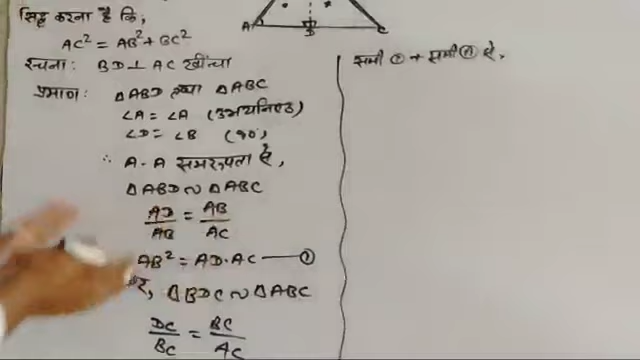 A D C
सिद्ध करना है कि,
AC² = AB² + BC²
रचना: BD ⊥ AC खींचा
प्रमाण: ΔABD तथा ΔABC
∠A = ∠A (उभयनिष्ठ)
∠D = ∠B (90°)
∴ A-A समरूपता से,
ΔABD ~ ΔABC
AD/AB = AB/AC
AB² = AD·AC —— ①
ΔBDC ~ ΔABC
DC/BC = BC/AC
समी ① + समी ② से,